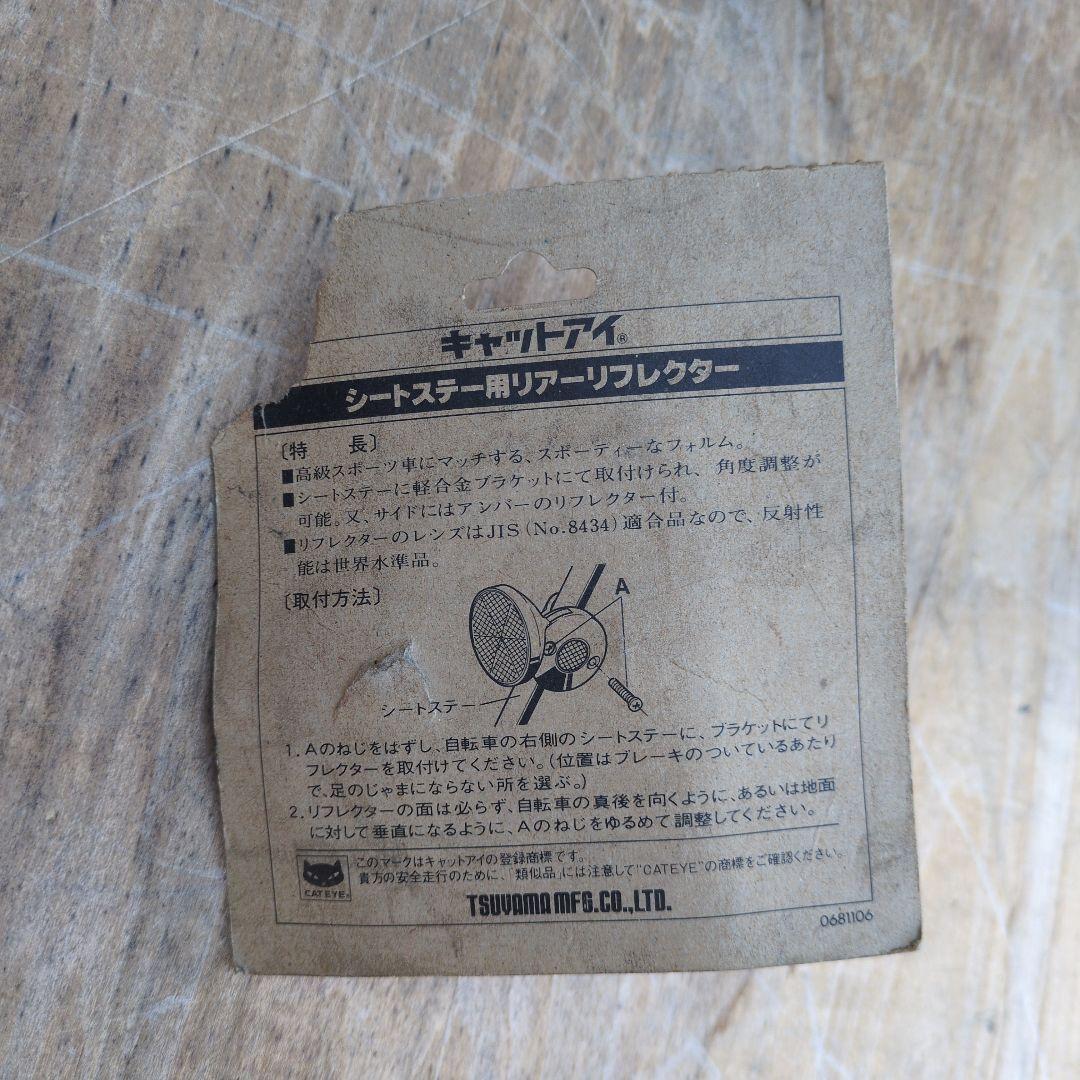 キャットアイ®
シートステー用リアーリフレクター
〔特 長〕
■高級スポーツ車にマッチする、スポーティーなフォルム。
■シートステーに軽合金ブラケットにて取付けられ、角度調整が
可能。又、サイドにはアンバーのリフレクター付。
■リフレクターのレンズはJIS(No.8434)適合品なので、反射性
能は世界水準品。
〔取付方法〕
A
シートステー
1. Aのねじをはずし、自転車の右側のシートステーに、ブラケットにてリ
フレクターを取付けてください。(位置はブレーキのついているあたり
で、足のじゃまにならない所を選ぶ。)
2. リフレクターの面は必らず、自転車の真後を向くように、あるいは地面
に対して垂直になるように、Aのねじをゆるめて調整してください。
CATEYE®
このマークはキャットアイの登録商標です。
貴方の安全走行のために、「類似品」には注意して"CATEYE"の商標をご確認ください。
TSUYAMA MFG.CO.,LTD.
0681106